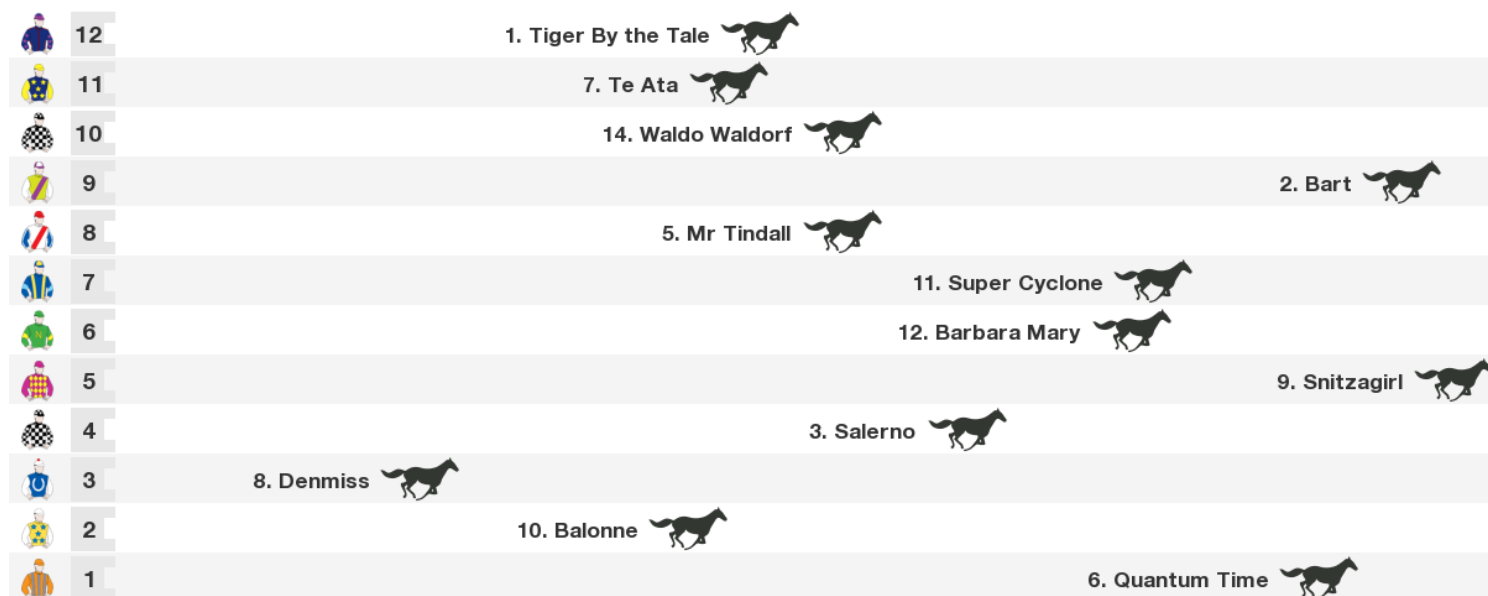 12 1. Tiger By the Tale
11 7. Te Ata
10 14. Waldo Waldorf
9 2. Bart
8 5. Mr Tindall
7 11. Super Cyclone
6 12. Barbara Mary
N
5 9. Snitzagirl
4 3. Salerno
3 8. Denmiss
2 10. Balonne
1 6. Quantum Time